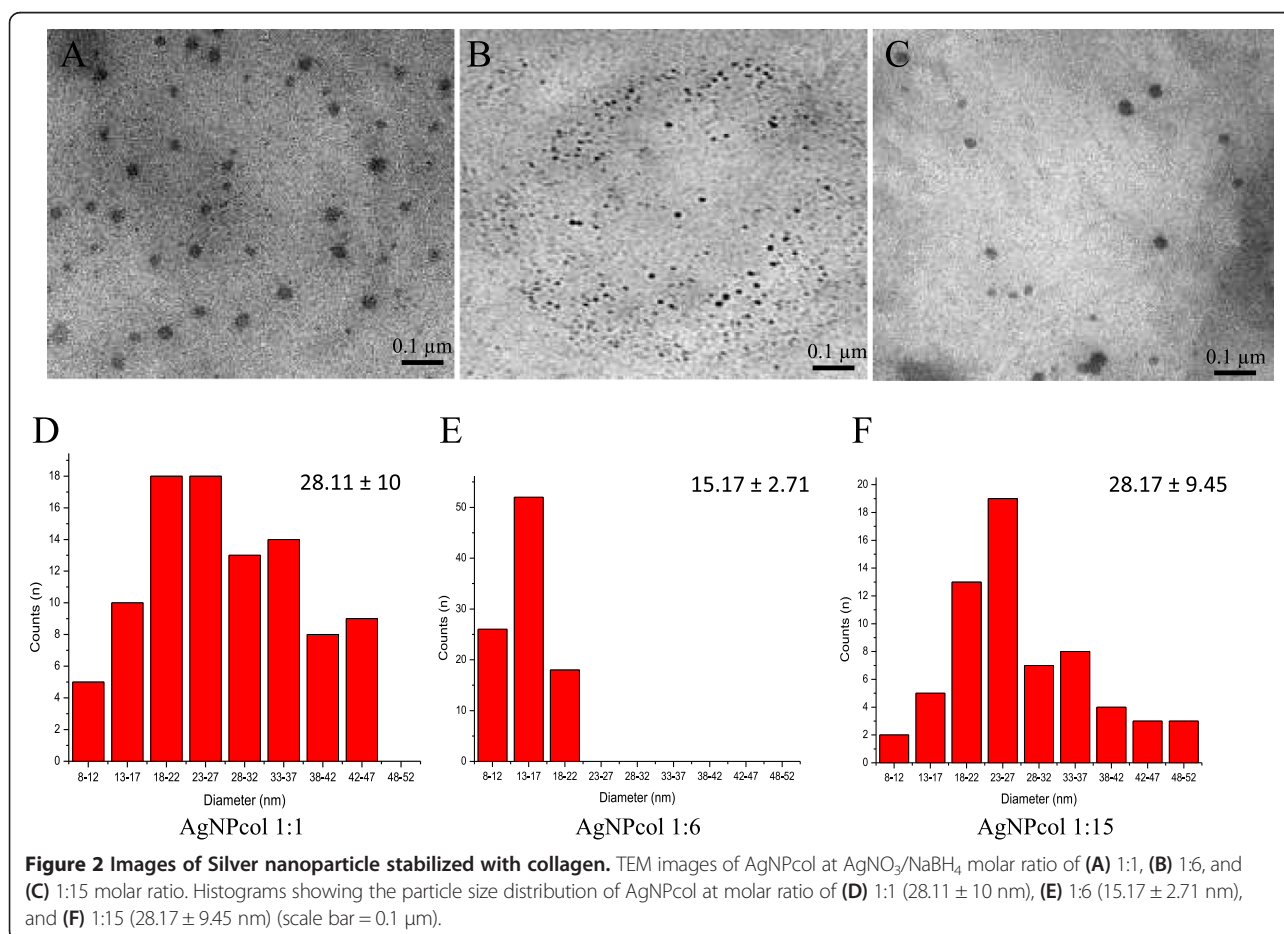 A
B
C
0.1 µm
0.1 µm
0.1 µm
D
E
F
28.11 ± 10
15.17 ± 2.71
28.17 ± 9.45
18
16
14
12
10
8
6
4
2
0
Counts (n)
8-12 13-17 18-22 23-27 28-32 33-37 38-42 42-47 48-52
Diameter (nm)
AgNPcol 1:1
50
40
30
20
10
0
Counts (n)
8-12 13-17 18-22 23-27 28-32 33-37 38-42 42-47 48-52
Diameter (nm)
AgNPcol 1:6
20
18
16
14
12
10
8
6
4
2
0
Counts (n)
8-12 13-17 18-22 23-27 28-32 33-37 38-42 42-47 48-52
Diameter (nm)
AgNPcol 1:15
Figure 2 Images of Silver nanoparticle stabilized with collagen. TEM images of AgNPcol at AgNO₃/NaBH₄ molar ratio of (A) 1:1, (B) 1:6, and
(C) 1:15 molar ratio. Histograms showing the particle size distribution of AgNPcol at molar ratio of (D) 1:1 (28.11 ± 10 nm), (E) 1:6 (15.17 ± 2.71 nm),
and (F) 1:15 (28.17 ± 9.45 nm) (scale bar = 0.1 µm).